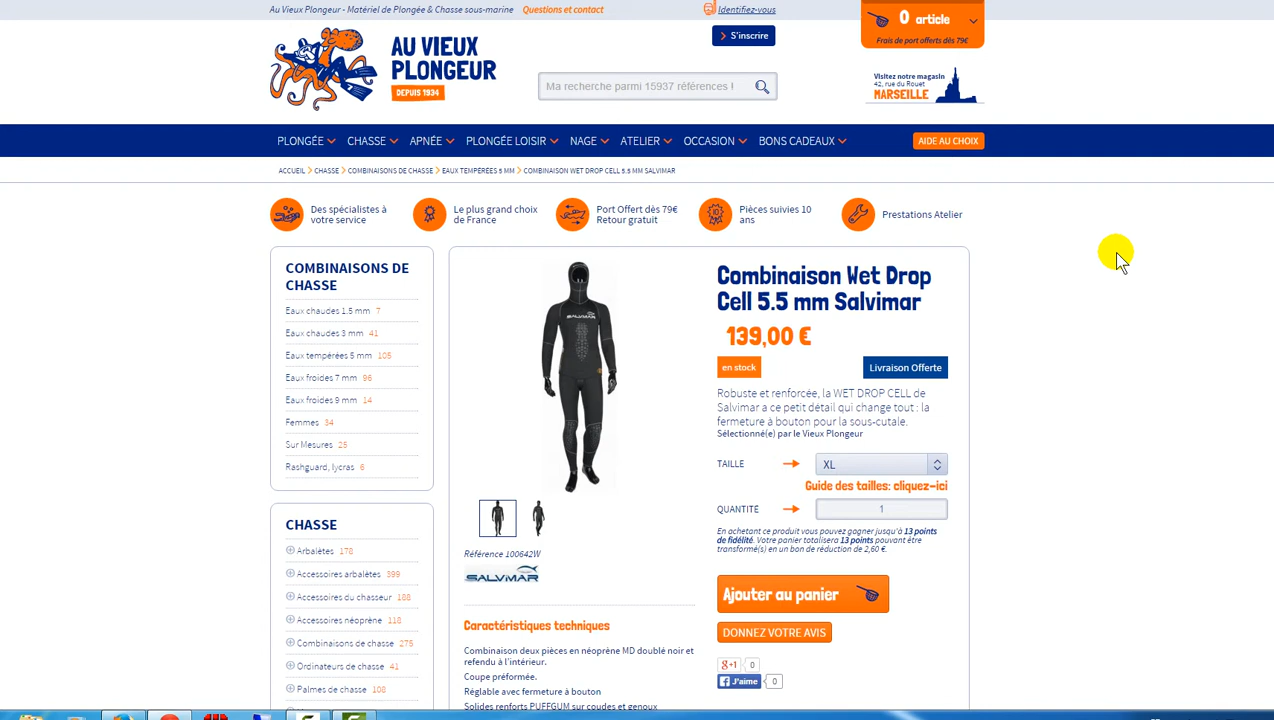 Au Vieux Plongeur - Matériel de Plongée & Chasse sous-marine
Questions et contact
Identifiez-vous
0 article
Frais de port offerts dès 79€
S'inscrire
AU VIEUX
PLONGEUR
DEPUIS 1934
Ma recherche parmi 15937 références !
Visitez notre magasin
42, rue du Rouet
MARSEILLE
PLONGÉE
CHASSE
APNÉE
PLONGÉE LOISIR
NAGE
ATELIER
OCCASION
BONS CADEAUX
AIDE AU CHOIX
ACCUEIL > CHASSE > COMBINAISONS DE CHASSE > EAUX TEMPÉRÉES 5 MM > COMBINAISON WET DROP CELL 5.5 MM SALVIMAR
Des spécialistes à
votre service
Le plus grand choix
de France
Port Offert dès 79€
Retour gratuit
Pièces suivies 10
ans
Prestations Atelier
COMBINAISONS DE
CHASSE
Eaux chaudes 1,5 mm 7
Eaux chaudes 3 mm 41
Eaux tempérées 5 mm 105
Eaux froides 7 mm 96
Eaux froides 9 mm 14
Femmes 34
Sur Mesures 25
Rashguard, lycras 6
CHASSE
Arbalètes 178
Accessoires arbalètes 399
Accessoires du chasseur 188
Accessoires néoprène 118
Combinaisons de chasse 275
Ordinateurs de chasse 41
Palmes de chasse 108
SALVIMAR
Référence 100642W
SALVIMAR
Caractéristiques techniques
Combinaison deux pièces en néoprène MD doublé noir et
refendu à l'intérieur.
Coupe préformée.
Réglable avec fermeture à bouton
Solides renforts PUFFGUM sur coudes et genoux
Combinaison Wet Drop
Cell 5.5 mm Salvimar
139,00 €
en stock
Livraison Offerte
Robuste et renforcée, la WET DROP CELL de
Salvimar a ce petit détail qui change tout : la
fermeture à bouton pour la sous-cutale.
Sélectionné(e) par le Vieux Plongeur
TAILLE
XL
Guide des tailles: cliquez-ici
QUANTITÉ
1
En achetant ce produit vous pouvez gagner jusqu'à 13 points
de fidélité. Votre panier totalisera 13 points pouvant être
transformé(s) en un bon de réduction de 2,60 €.
Ajouter au panier
DONNEZ VOTRE AVIS
g+1 0
J'aime 0